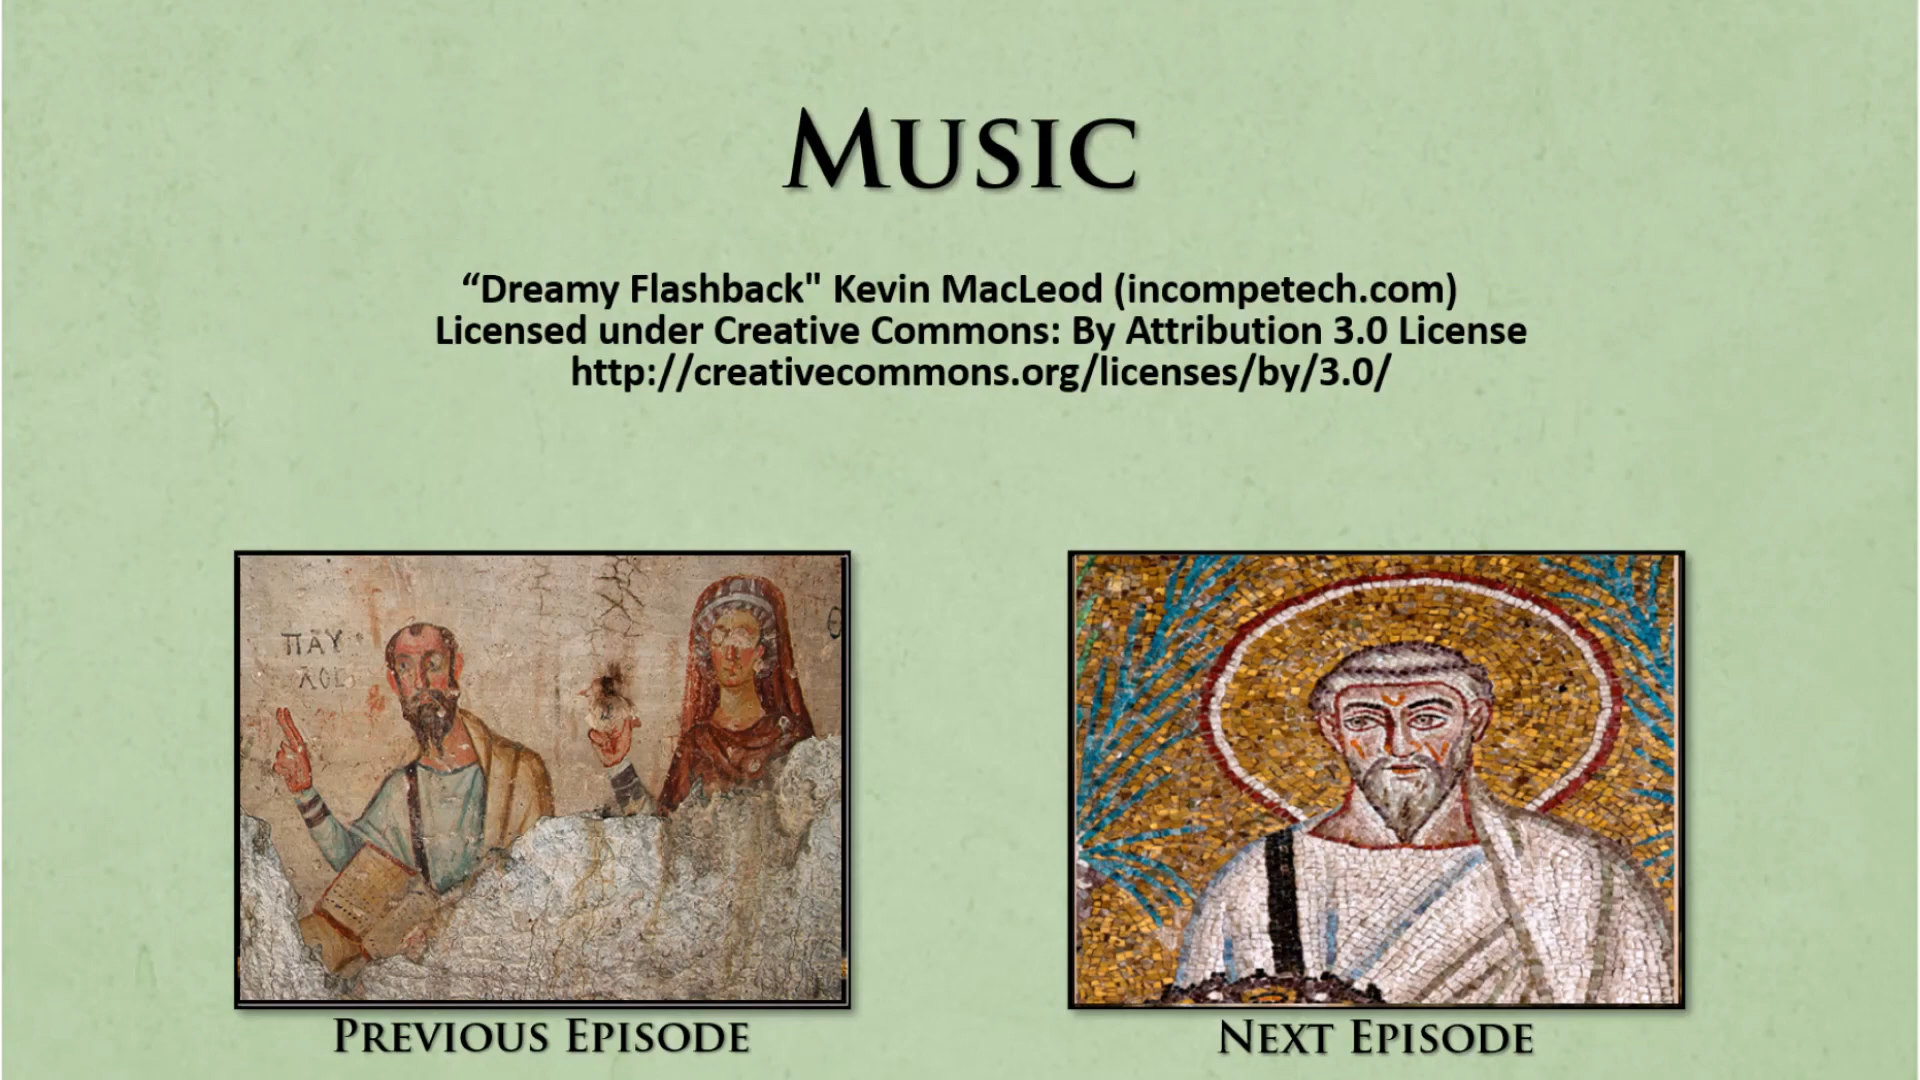 MUSIC
“Dreamy Flashback" Kevin MacLeod (incompetech.com)
Licensed under Creative Commons: By Attribution 3.0 License
http://creativecommons.org/licenses/by/3.0/
ΠΑΥ
ΛΟΣ
Θ
PREVIOUS EPISODE
NEXT EPISODE